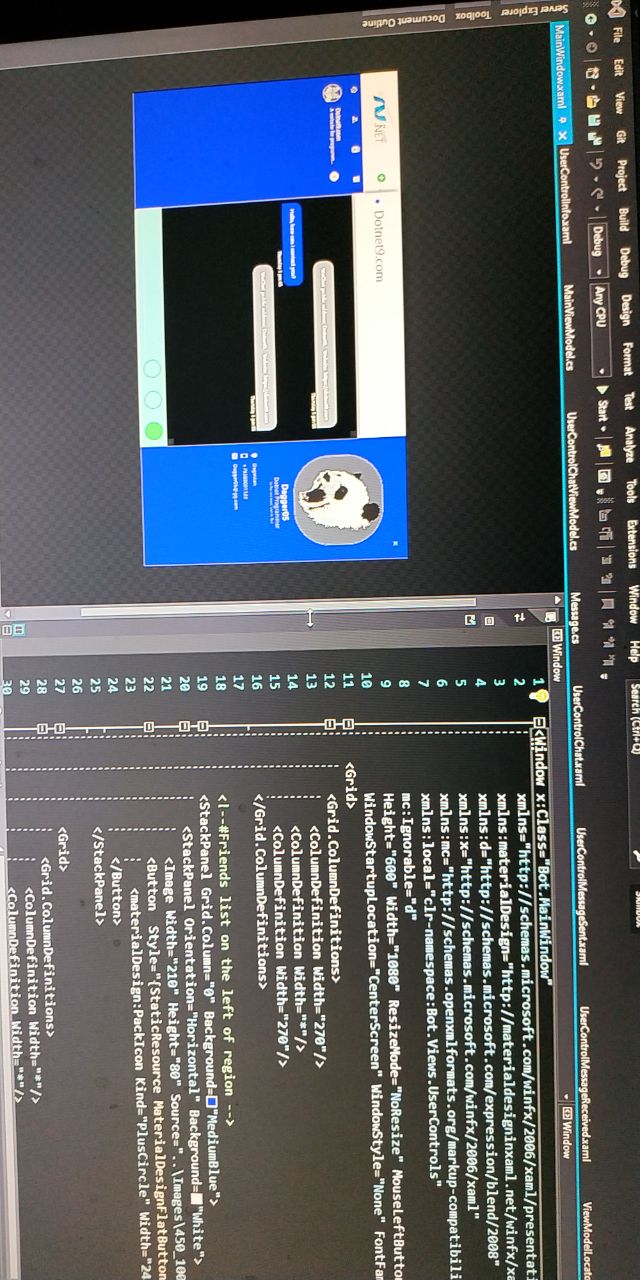 File Edit View Git Project Build Debug Design Format Test Analyze Tools Extensions Window Help
Search (Ctrl+Q)
Debug Any CPU Start
Server Explorer Toolbox Document Outline
MainWindow.xaml UserControlInfo.xaml MainViewModel.cs UserControlChatViewModel.cs Message.cs UserControlChat.xaml UserControlMessageSent.xaml UserControlMessageReceived.xaml ViewModelLocat
.NET
Dotnet9.com
Dotnet9.com
Dagger05
Dotnet Programmer
Window Window
1 <Window x:Class="Bot.MainWindow"
2 xmlns="http://schemas.microsoft.com/winfx/2006/xaml/presentat
3 xmlns:materialDesign="http://materialdesigninxaml.net/winfx/x
4 xmlns:d="http://schemas.microsoft.com/expression/blend/2008"
5 xmlns:x="http://schemas.microsoft.com/winfx/2006/xaml"
6 xmlns:mc="http://schemas.openxmlformats.org/markup-compatibil
7 xmlns:local="clr-namespace:Bot.Views.UserControls"
8 mc:Ignorable="d"
9 Height="600" Width="1080" ResizeMode="NoResize" MouseLeftButto
10 WindowStartupLocation="CenterScreen" WindowStyle="None" FontFa
11 <Grid>
12 <Grid.ColumnDefinitions>
13 <ColumnDefinition Width="270"/>
14 <ColumnDefinition Width="*"/>
15 <ColumnDefinition Width="270"/>
16 </Grid.ColumnDefinitions>
17
18 <!--#Friends list on the left of region -->
19 <StackPanel Grid.Column="0" Background="MediumBlue">
20 <StackPanel Orientation="Horizontal" Background="White">
21 <Image Width="210" Height="80" Source="..\Images\450_100
22 <Button Style="{StaticResource MaterialDesignFlatButton
23 <materialDesign:PackIcon Kind="PlusCircle" Width="24
24 </Button>
25 </StackPanel>
26
27 <Grid>
28 <Grid.ColumnDefinitions>
29 <ColumnDefinition Width="*"/>
30 <ColumnDefinition Width="*"/>